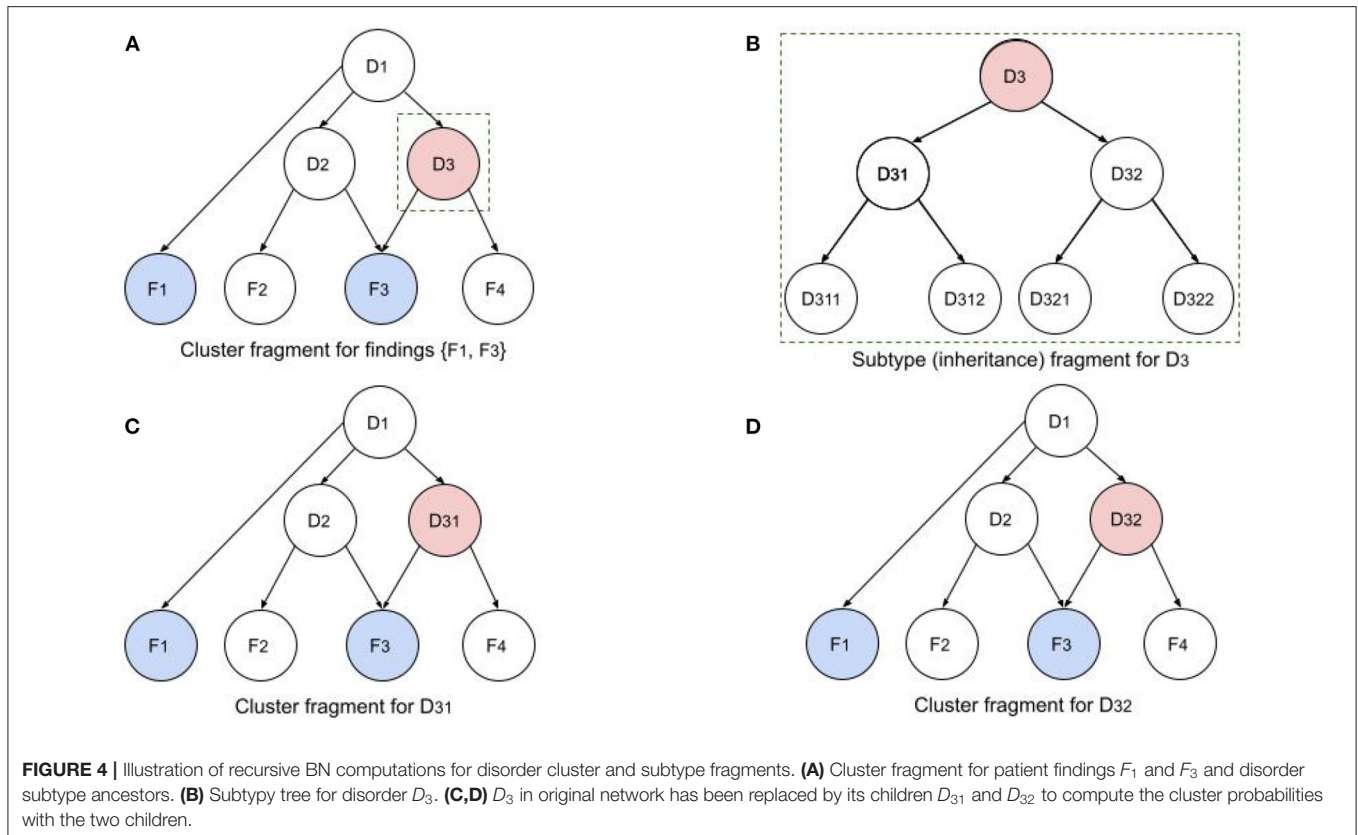 A
D1
D2
D3
F1
F2
F3
F4
Cluster fragment for findings {F1, F3}
B
D3
D31
D32
D311
D312
D321
D322
Subtype (inheritance) fragment for D3
C
D1
D2
D31
F1
F2
F3
F4
Cluster fragment for D31
D
D1
D2
D32
F1
F2
F3
F4
Cluster fragment for D32
FIGURE 4 | Illustration of recursive BN computations for disorder cluster and subtype fragments. (A) Cluster fragment for patient findings F1 and F3 and disorder
subtype ancestors. (B) Subtypy tree for disorder D3. (C,D) D3 in original network has been replaced by its children D31 and D32 to compute the cluster probabilities
with the two children.